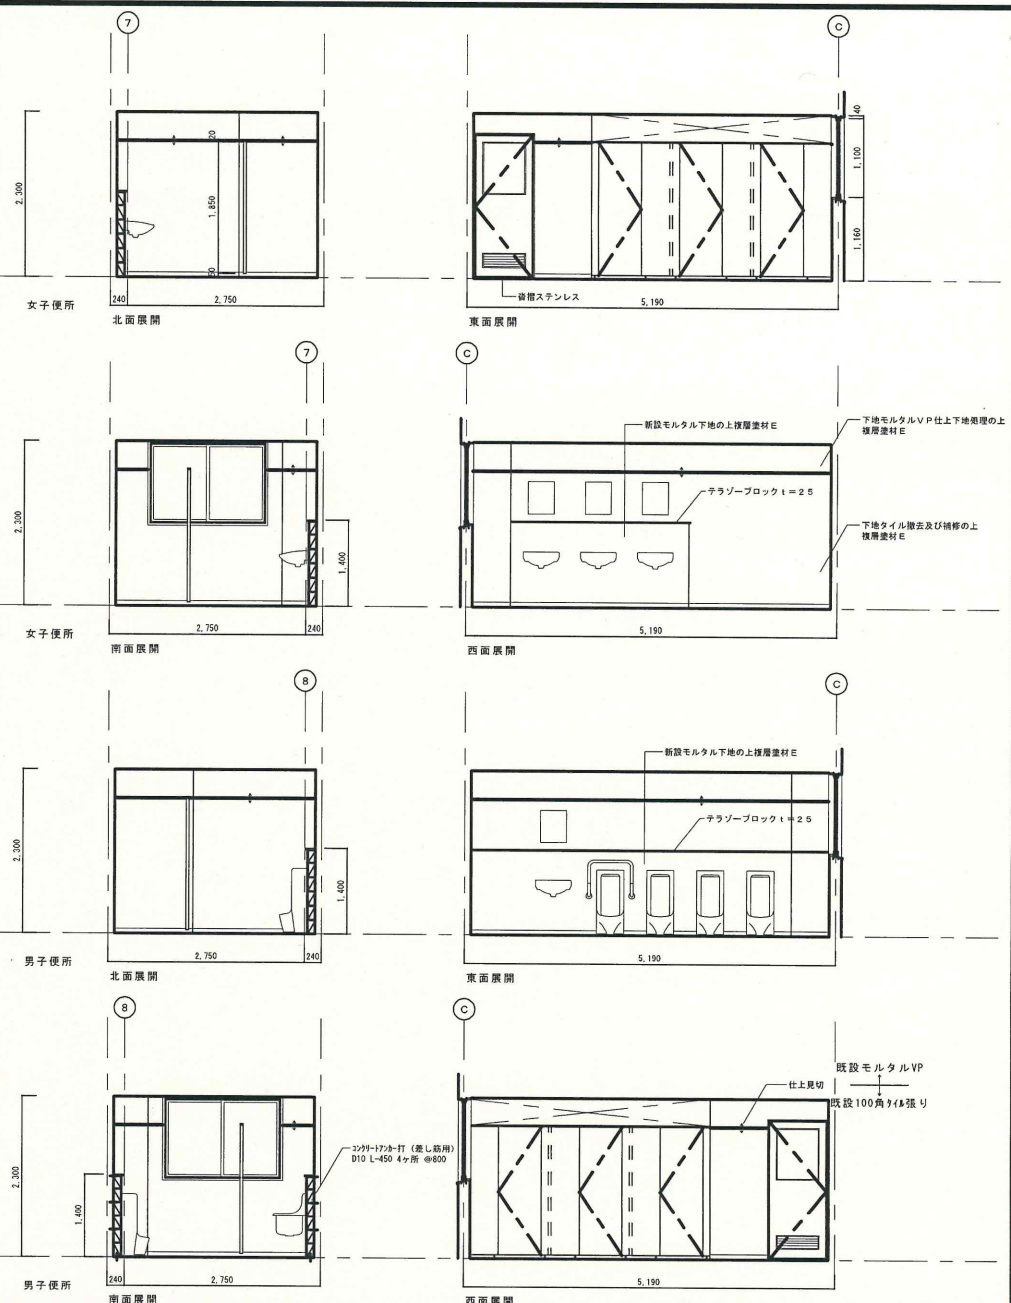 7
C
2,300
20
1,850
50
240
2,750
女子便所
北面展開
40
1,100
1,160
沓摺ステンレス
5,190
東面展開
7
C
新設モルタル下地の上複層塗材E
下地モルタルVP仕上下地処理の上
複層塗材E
テラゾーブロックt=25
下地タイル撤去及び補修の上
複層塗材E
2,300
1,400
2,750
240
5,190
女子便所
南面展開
西面展開
8
C
新設モルタル下地の上複層塗材E
テラゾーブロックt=25
2,300
1,400
2,750
240
5,190
男子便所
北面展開
東面展開
8
C
既設モルタルVP
仕上見切
既設100角タイル張り
コンクリートアンカー打(差し筋用)
D10 L-450 4ヶ所 @800
2,300
1,400
240
2,750
5,190
男子便所
南面展開
西面展開